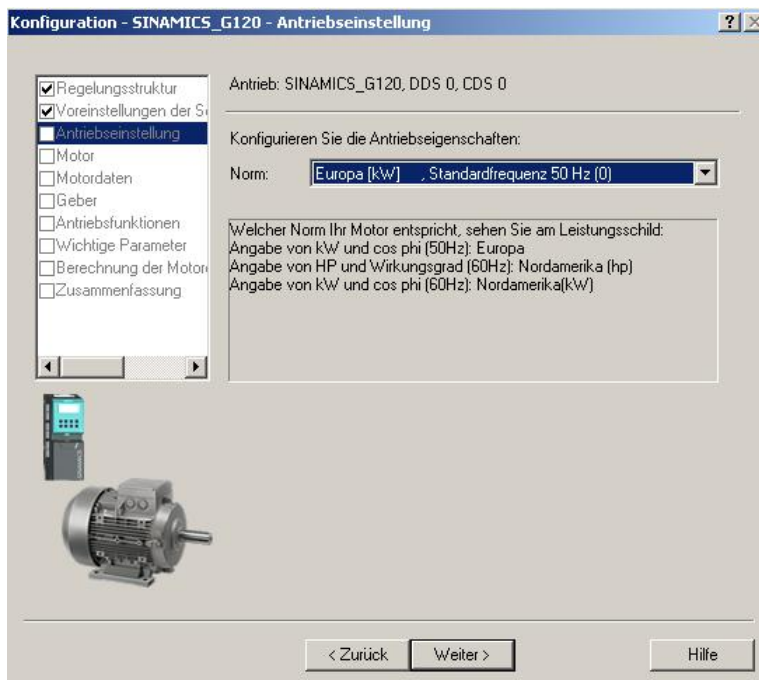 Konfiguration - SINAMICS_G120 - Antriebseinstellung
Regelungsstruktur
Voreinstellungen der S
Antriebseinstellung
Motor
Motordaten
Geber
Antriebsfunktionen
Wichtige Parameter
Berechnung der Motor
Zusammenfassung
Antrieb: SINAMICS_G120, DDS 0, CDS 0
Konfigurieren Sie die Antriebseigenschaften:
Norm: Europa [kW] , Standardfrequenz 50 Hz (0)
Welcher Norm Ihr Motor entspricht, sehen Sie am Leistungsschild:
Angabe von kW und cos phi (50Hz): Europa
Angabe von HP und Wirkungsgrad (60Hz): Nordamerika (hp)
Angabe von kW und cos phi (60Hz): Nordamerika(kW)
< Zurück
Weiter >
Hilfe